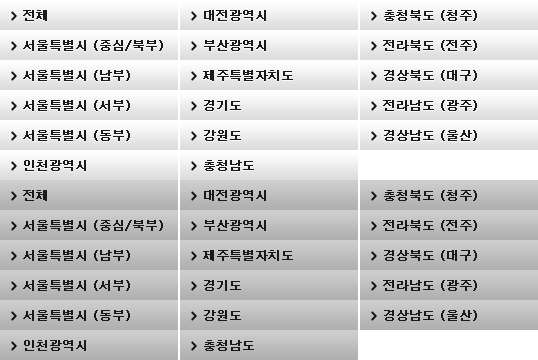 전체 대전광역시 충청북도 (청주)
서울특별시 (중심/북부) 부산광역시 전라북도 (전주)
서울특별시 (남부) 제주특별자치도 경상북도 (대구)
서울특별시 (서부) 경기도 전라남도 (광주)
서울특별시 (동부) 강원도 경상남도 (울산)
인천광역시 충청남도
전체 대전광역시 충청북도 (청주)
서울특별시 (중심/북부) 부산광역시 전라북도 (전주)
서울특별시 (남부) 제주특별자치도 경상북도 (대구)
서울특별시 (서부) 경기도 전라남도 (광주)
서울특별시 (동부) 강원도 경상남도 (울산)
인천광역시 충청남도